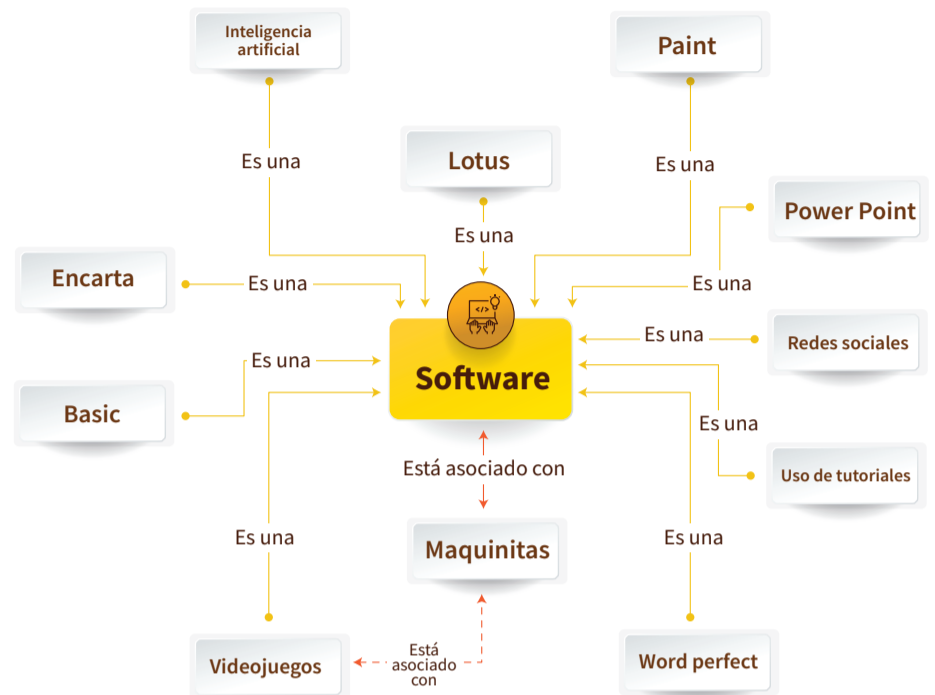 Inteligencia
artificial
Paint
Es una
Lotus
Es una
Power Point
Es una
Encarta
Es una
Es una
Es una
Redes sociales
Es una
Software
Basic
Es una
Está asociado con
Uso de tutoriales
Es una
Maquinitas
Es una
Videojuegos
Está
asociado
con
Word perfect